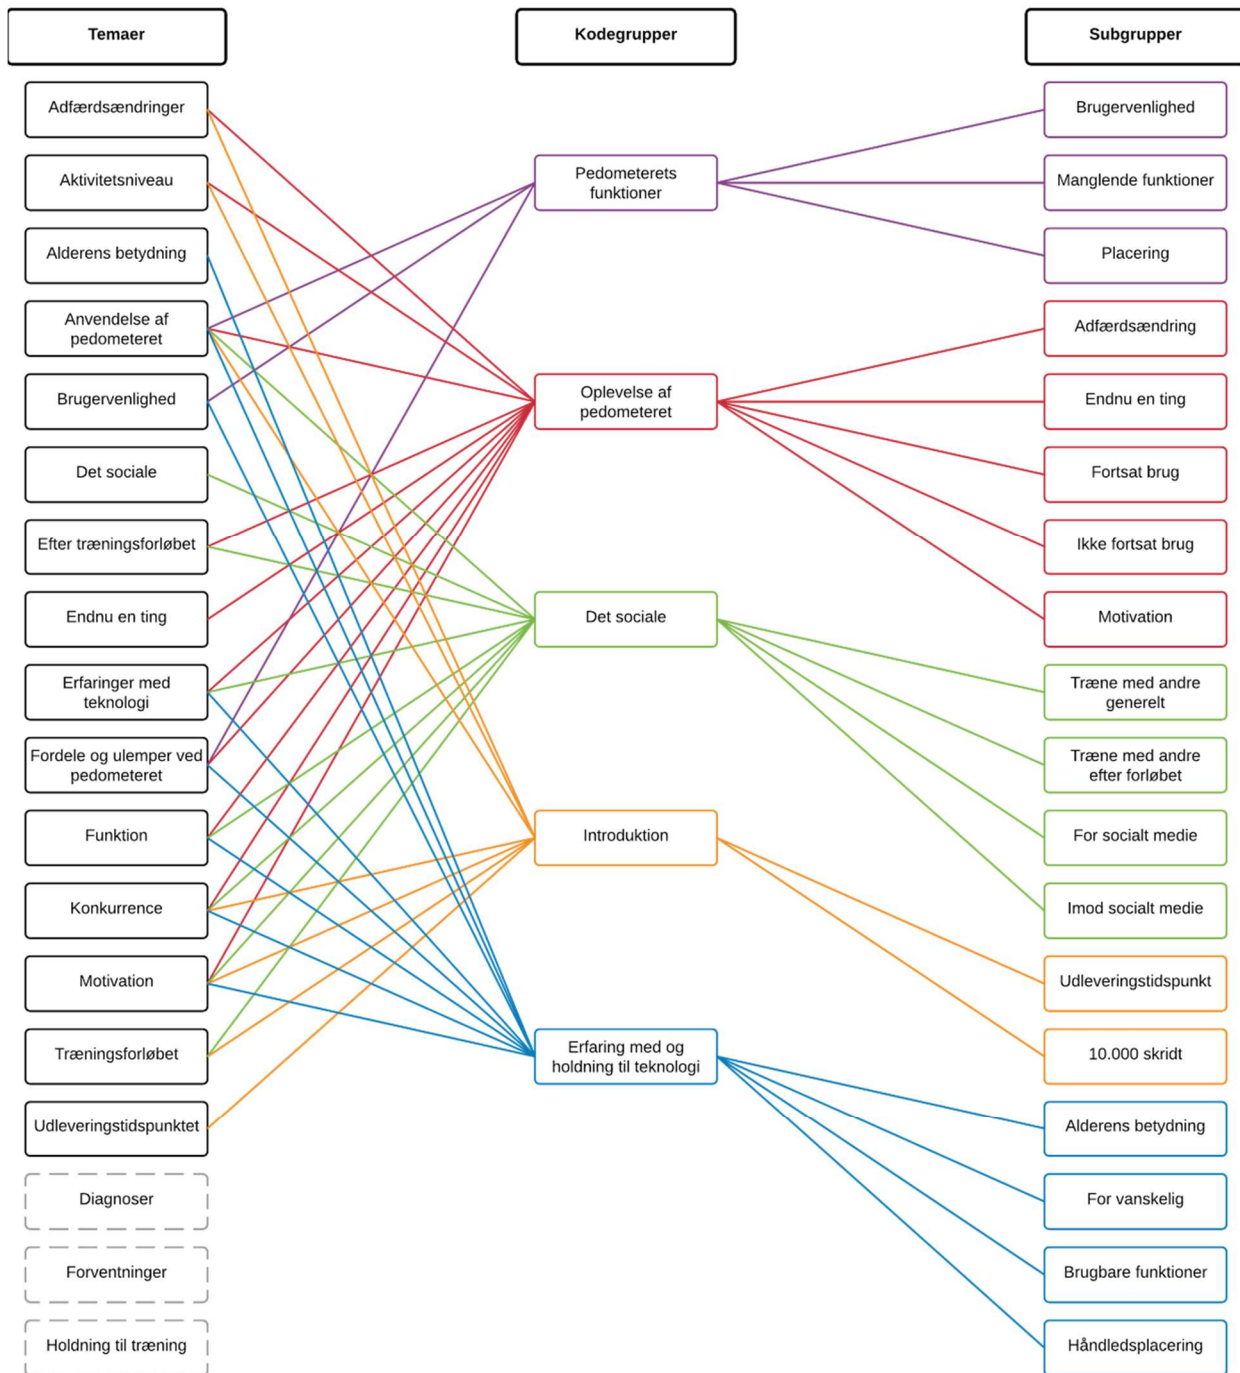 Temaer
Kodegrupper
Subgrupper
Adfærdsændringer
Aktivitetsniveau
Alderens betydning
Anvendelse af
pedometeret
Brugervenlighed
Det sociale
Efter træningsforløbet
Endnu en ting
Erfaringer med
teknologi
Fordele og ulemper ved
pedometeret
Funktion
Konkurrence
Motivation
Træningsforløbet
Udleveringstidspunktet
Diagnoser
Forventninger
Holdning til træning
Pedometerets
funktioner
Oplevelse af
pedometeret
Det sociale
Introduktion
Erfaring med og
holdning til teknologi
Brugervenlighed
Manglende funktioner
Placering
Adfærdsændring
Endnu en ting
Fortsat brug
Ikke fortsat brug
Motivation
Træne med andre
generelt
Træne med andre
efter forløbet
For socialt medie
Imod socialt medie
Udleveringstidspunkt
10.000 skridt
Alderens betydning
For vanskelig
Brugbare funktioner
Håndledsplacering